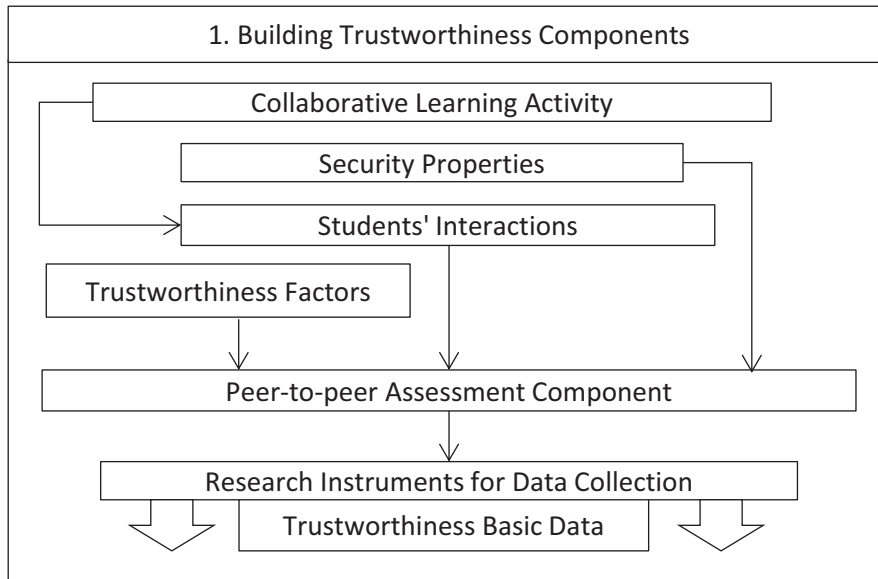 1. Building Trustworthiness Components
Collaborative Learning Activity
Security Properties
Students' Interactions
Trustworthiness Factors
Peer-to-peer Assessment Component
Research Instruments for Data Collection
Trustworthiness Basic Data